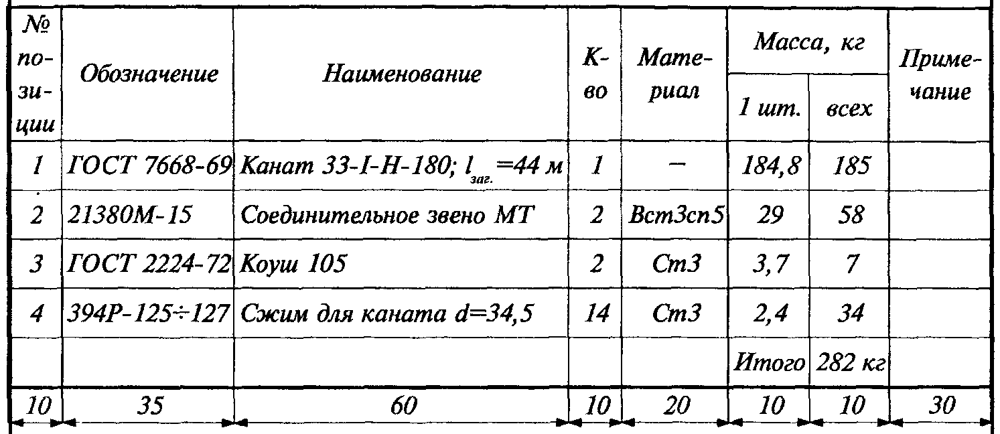 № по- зи- ции Обозначение Наименование К- во Мате- риал Масса, кг Приме- чание
1 шт. всех
1 ГОСТ 7668-69 Канат 33-I-Н-180; l заг. =44 м 1 — 184,8 185
2 21380М-15 Соединительное звено МТ 2 Вст3сп5 29 58
3 ГОСТ 2224-72 Коуш 105 2 Ст3 3,7 7
4 394Р-125÷127 Сжим для каната d=34,5 14 Ст3 2,4 34
Итого 282 кг
10 35 60 10 20 10 10 30